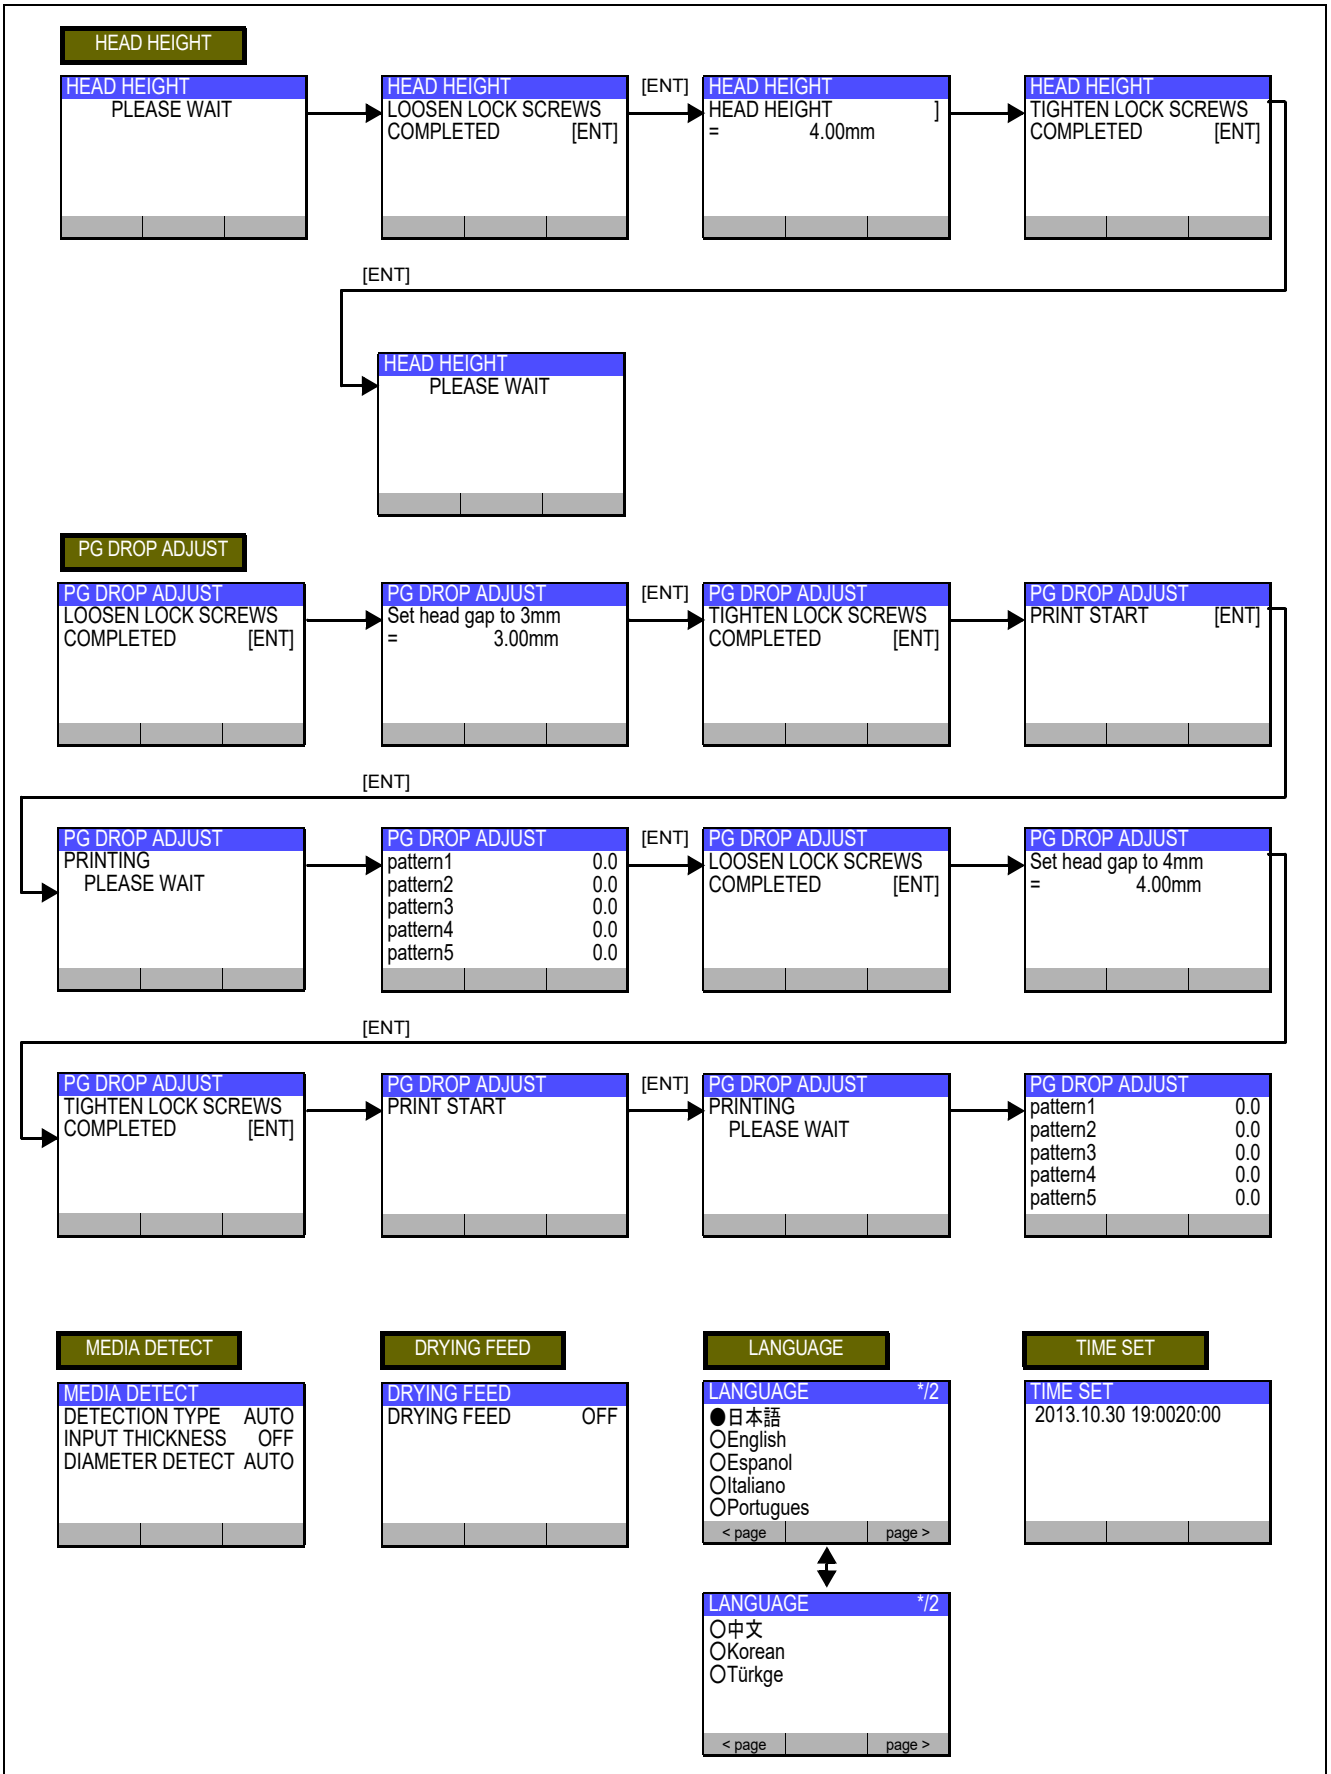 HEAD HEIGHT
HEAD HEIGHT
PLEASE WAIT
HEAD HEIGHT
LOOSEN LOCK SCREWS
COMPLETED [ENT]
[ENT]
HEAD HEIGHT
HEAD HEIGHT ]
= 4.00mm
HEAD HEIGHT
TIGHTEN LOCK SCREWS
COMPLETED [ENT]
[ENT]
HEAD HEIGHT
PLEASE WAIT
PG DROP ADJUST
PG DROP ADJUST
LOOSEN LOCK SCREWS
COMPLETED [ENT]
PG DROP ADJUST
Set head gap to 3mm
= 3.00mm
[ENT]
PG DROP ADJUST
TIGHTEN LOCK SCREWS
COMPLETED [ENT]
PG DROP ADJUST
PRINT START [ENT]
[ENT]
PG DROP ADJUST
PRINTING
PLEASE WAIT
PG DROP ADJUST
pattern1 0.0
pattern2 0.0
pattern3 0.0
pattern4 0.0
pattern5 0.0
[ENT]
PG DROP ADJUST
LOOSEN LOCK SCREWS
COMPLETED [ENT]
PG DROP ADJUST
Set head gap to 4mm
= 4.00mm
[ENT]
PG DROP ADJUST
TIGHTEN LOCK SCREWS
COMPLETED [ENT]
PG DROP ADJUST
PRINT START
[ENT]
PG DROP ADJUST
PRINTING
PLEASE WAIT
PG DROP ADJUST
pattern1 0.0
pattern2 0.0
pattern3 0.0
pattern4 0.0
pattern5 0.0
MEDIA DETECT
MEDIA DETECT
DETECTION TYPE AUTO
INPUT THICKNESS OFF
DIAMETER DETECT AUTO
DRYING FEED
DRYING FEED
DRYING FEED OFF
LANGUAGE
LANGUAGE */2
●日本語
○English
○Espanol
○Italiano
○Portugues
< page page >
LANGUAGE */2
○中文
○Korean
○Türkge
< page page >
TIME SET
TIME SET
2013.10.30 19:0020:00